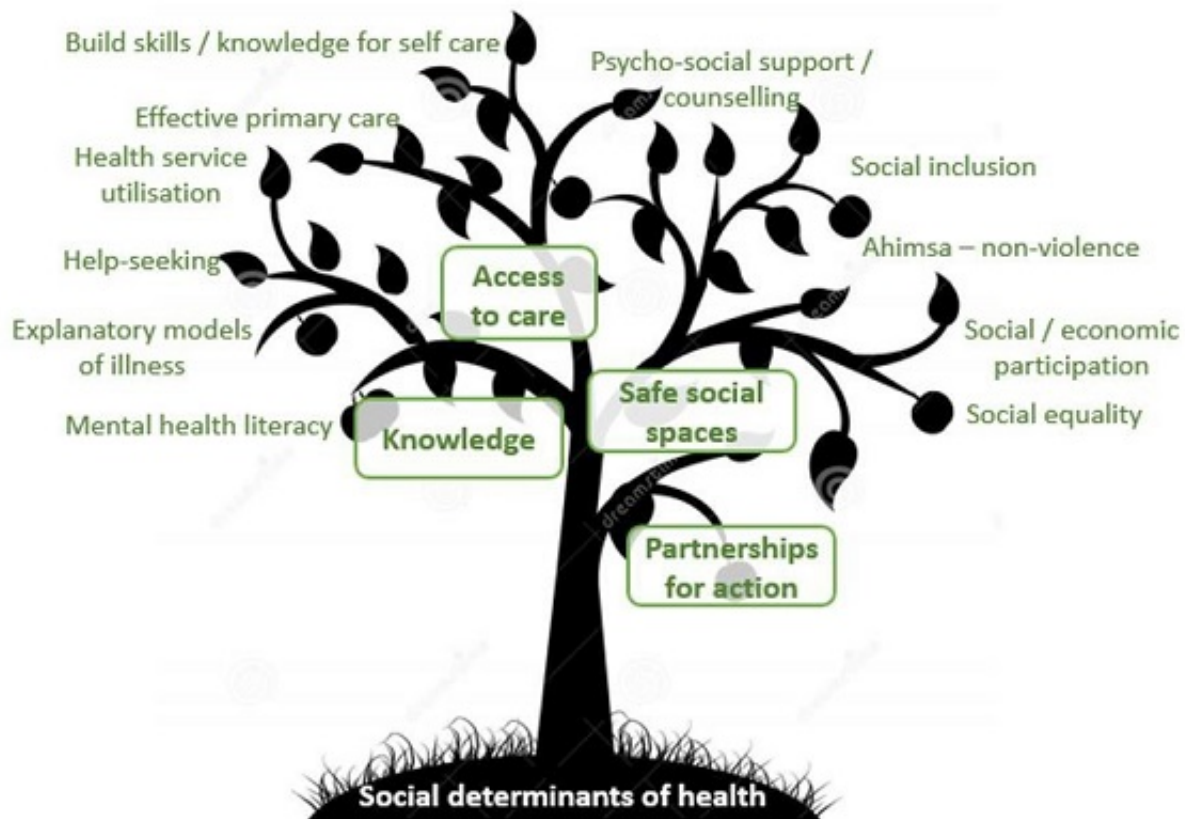 Build skills / knowledge for self care
Psycho-social support /
counselling
Effective primary care
Health service
utilisation
Social inclusion
Help-seeking
Ahimsa – non-violence
Access
to care
Explanatory models
of illness
Social / economic
participation
Mental health literacy
Knowledge
Safe social
spaces
Social equality
Partnerships
for action
Social determinants of health
dreamstime